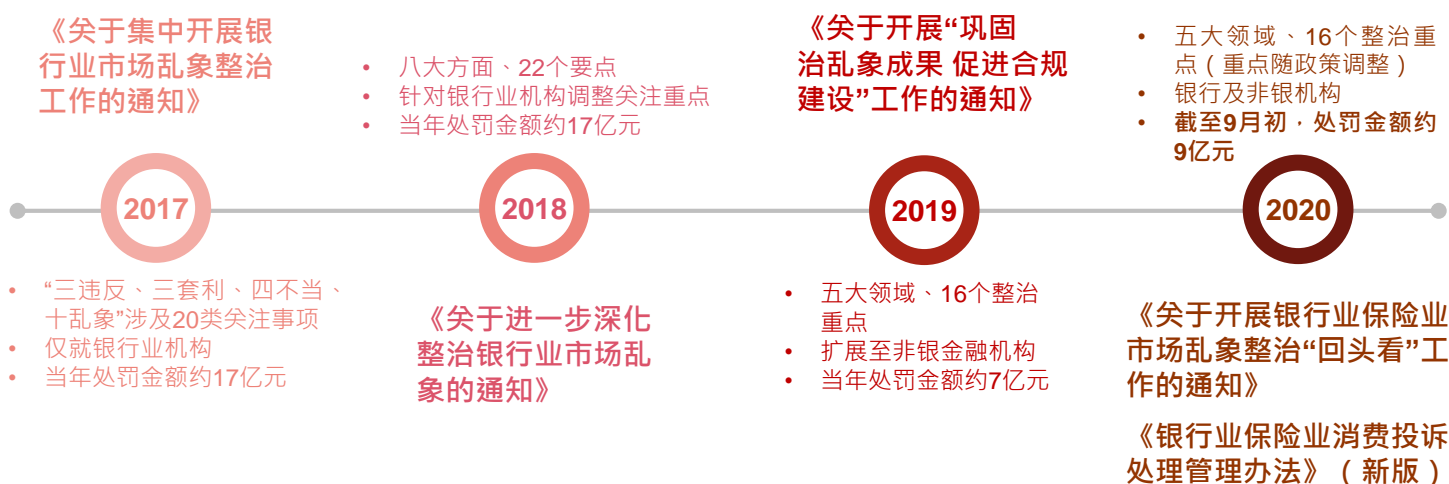 《关于集中开展银
行业市场乱象整治
工作的通知》
2017
• “三违反、三套利、四不当、
十乱象”涉及20类关注事项
• 仅就银行业机构
• 当年处罚金额约17亿元
• 八大方面、22个要点
• 针对银行业机构调整关注重点
• 当年处罚金额约17亿元
2018
《关于进一步深化
整治银行业市场乱
象的通知》
《关于开展“巩固
治乱象成果 促进合规
建设”工作的通知》
2019
• 五大领域、16个整治
重点
• 扩展至非银金融机构
• 当年处罚金额约7亿元
• 五大领域、16个整治重
点（重点随政策调整）
• 银行及非银机构
• 截至9月初，处罚金额约
9亿元
2020
《关于开展银行业保险业
市场乱象整治“回头看”工
作的通知》
《银行业保险业消费投诉
处理管理办法》（新版）